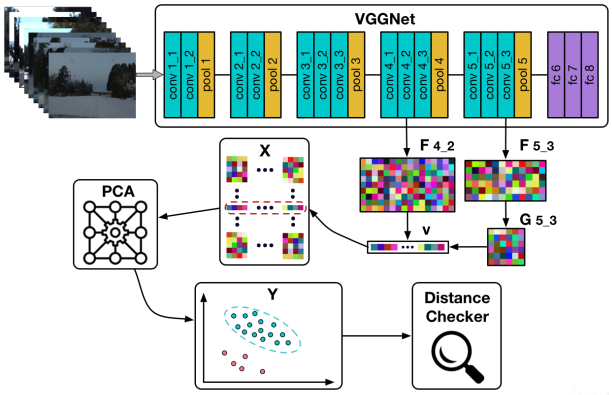 VGGNet
conv 1_1
conv 1_2
pool 1
conv 2_1
conv 2_2
pool 2
conv 3_1
conv 3_2
conv 3_3
pool 3
conv 4_1
conv 4_2
conv 4_3
pool 4
conv 5_1
conv 5_2
conv 5_3
pool 5
fc 6
fc 7
fc 8
F 4_2
F 5_3
X
PCA
v
G 5_3
Y
Distance
Checker